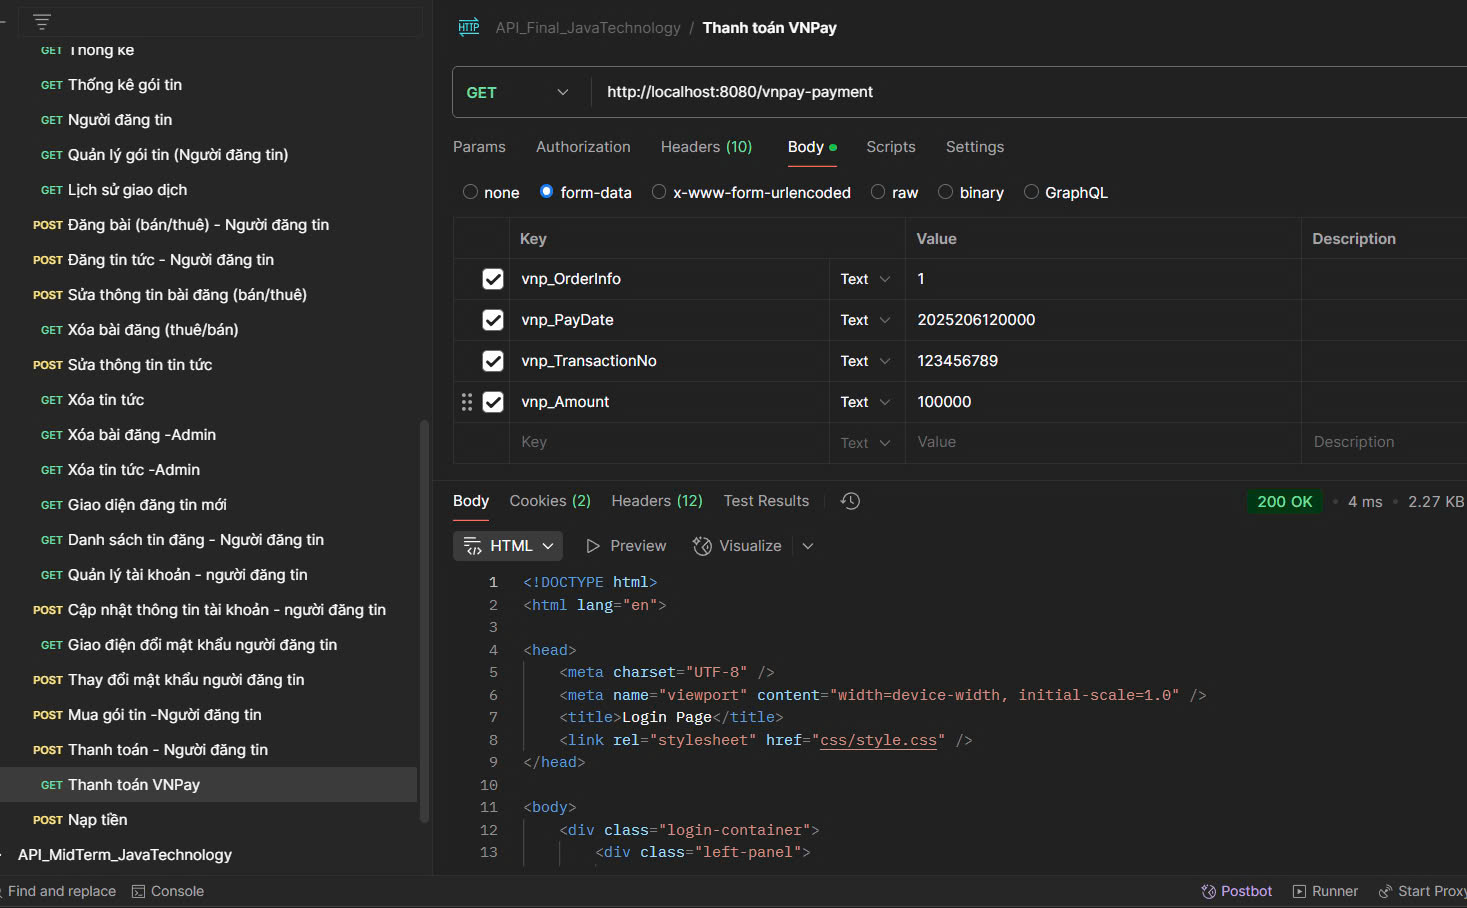 GET Thống kê
GET Thống kê gói tin
GET Người đăng tin
GET Quản lý gói tin (Người đăng tin)
GET Lịch sử giao dịch
POST Đăng bài (bán/thuê) - Người đăng tin
POST Đăng tin tức - Người đăng tin
POST Sửa thông tin bài đăng (bán/thuê)
GET Xóa bài đăng (thuê/bán)
POST Sửa thông tin tin tức
GET Xóa tin tức
GET Xóa bài đăng -Admin
GET Xóa tin tức -Admin
GET Giao diện đăng tin mới
GET Danh sách tin đăng - Người đăng tin
GET Quản lý tài khoản - người đăng tin
POST Cập nhật thông tin tài khoản - người đăng tin
GET Giao điện đổi mật khẩu người đăng tin
POST Thay đổi mật khẩu người đăng tin
POST Mua gói tin -Người đăng tin
POST Thanh toán - Người đăng tin
GET Thanh toán VNPay
POST Nạp tiền
API_MidTerm_JavaTechnology
HTTP API_Final_JavaTechnology / Thanh toán VNPay
GET http://localhost:8080/vnpay-payment
Params Authorization Headers (10) Body Scripts Settings
none form-data x-www-form-urlencoded raw binary GraphQL
Key Value Description
vnp_OrderInfo Text 1
vnp_PayDate Text 2025206120000
vnp_TransactionNo Text 123456789
vnp_Amount Text 100000
Key Text Value Description
Body Cookies (2) Headers (12) Test Results 200 OK • 4 ms • 2.27 KB
HTML Preview Visualize
1 <!DOCTYPE html>
2 <html lang="en">
3
4 <head>
5 <meta charset="UTF-8" />
6 <meta name="viewport" content="width=device-width, initial-scale=1.0" />
7 <title>Login Page</title>
8 <link rel="stylesheet" href="css/style.css" />
9 </head>
10
11 <body>
12 <div class="login-container">
13 <div class="left-panel">
Find and replace Console Postbot Runner Start Proxy